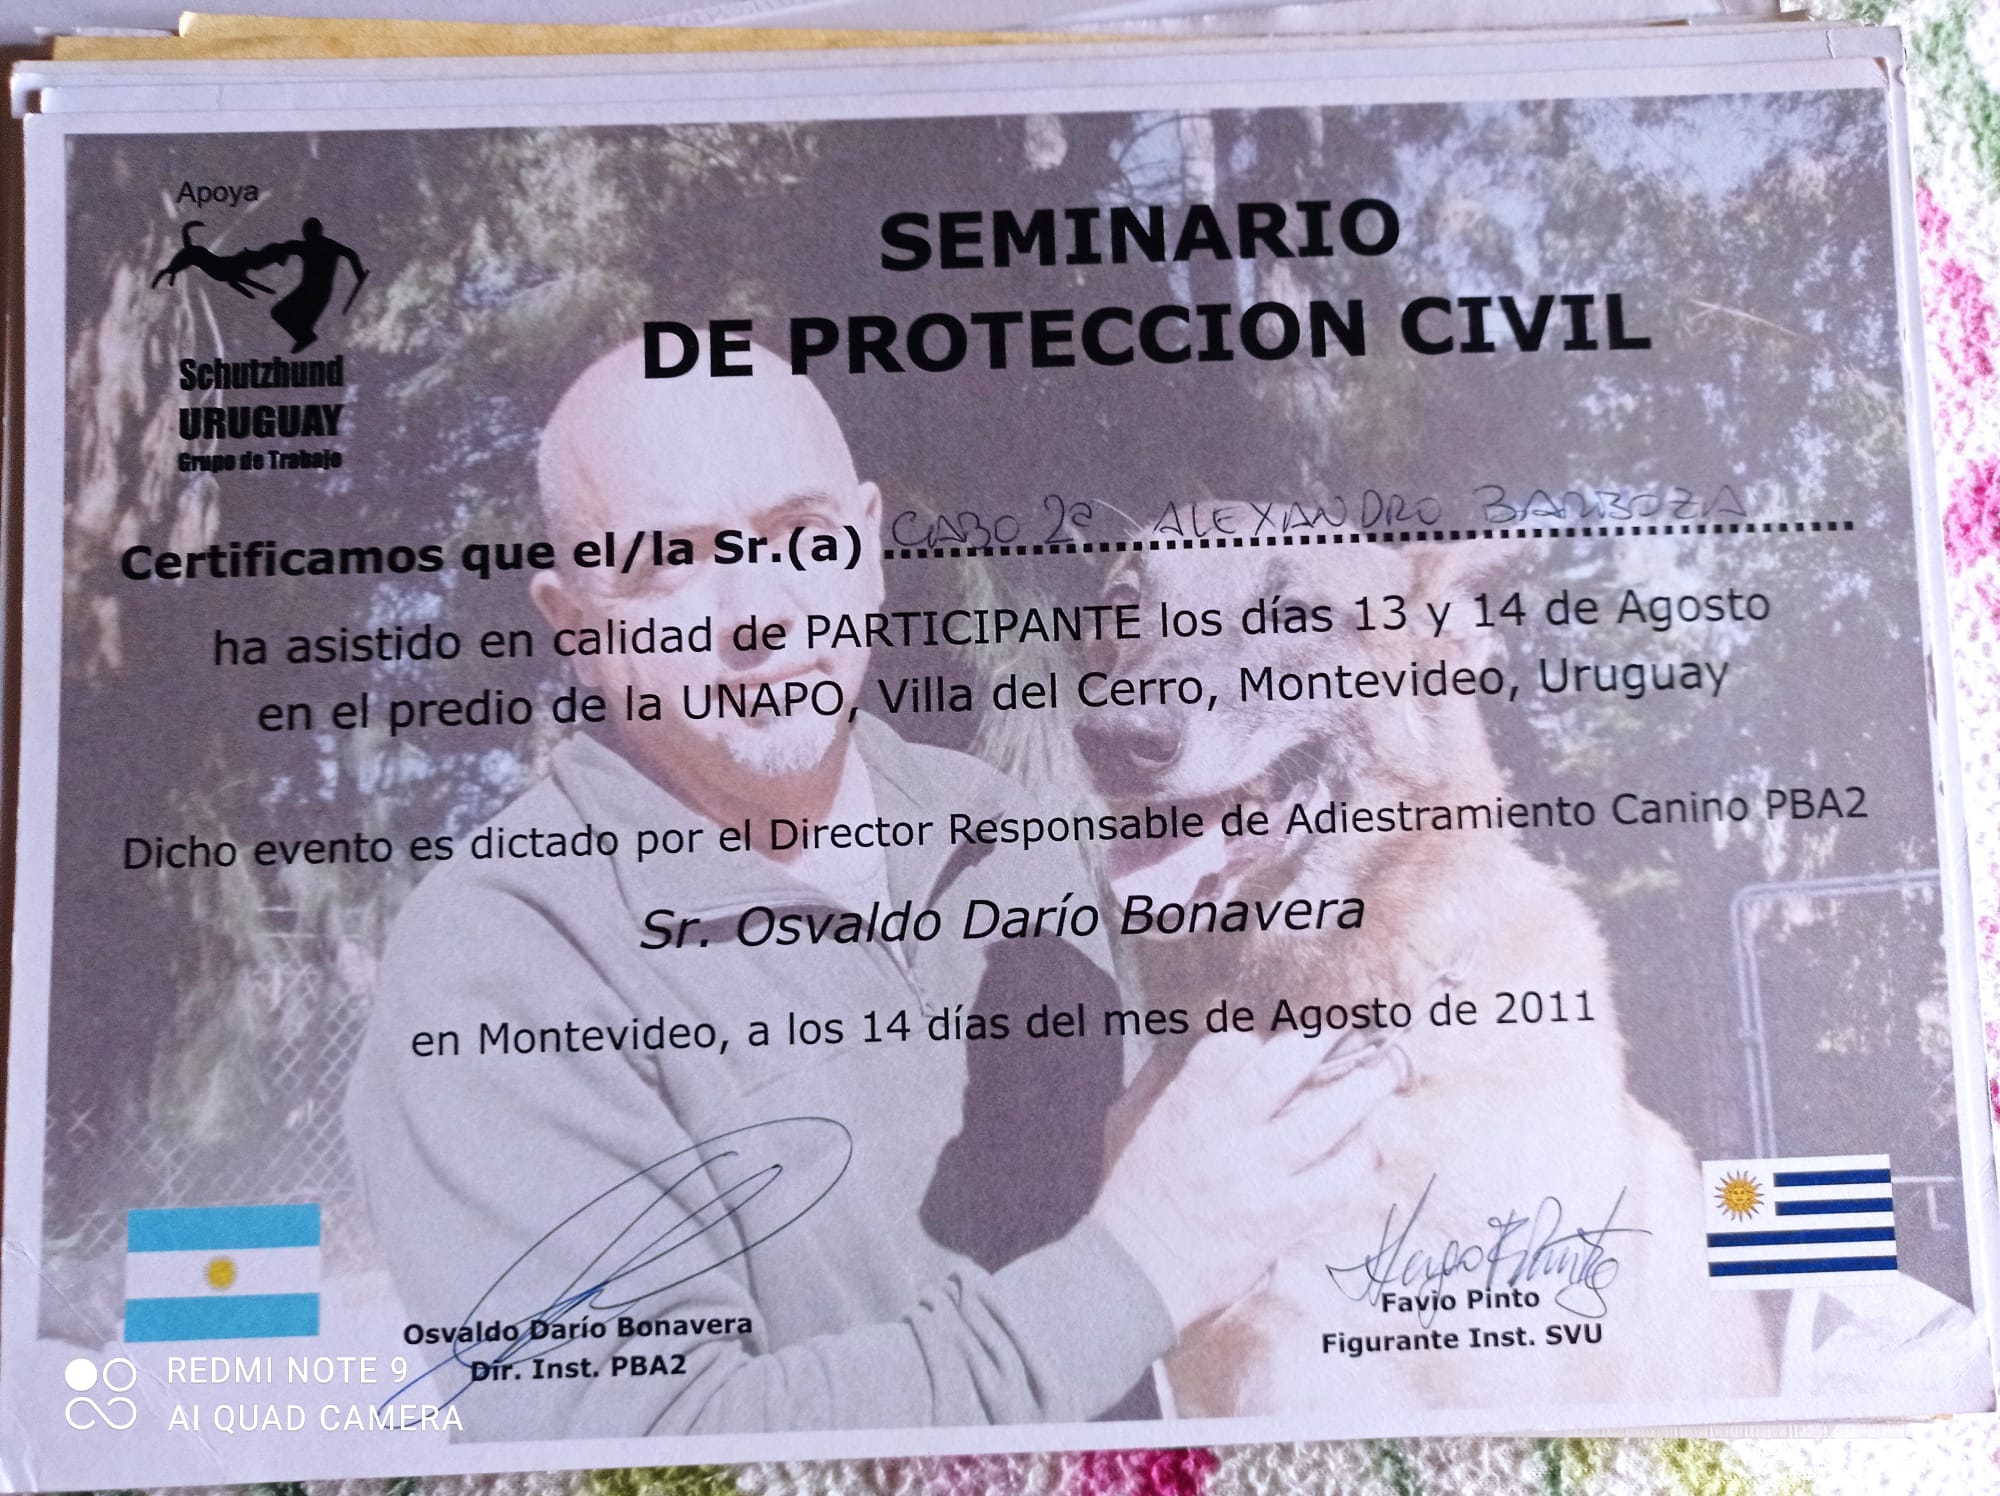 Apoya
Schutzhund
URUGUAY
Grupo de Trabajo
SEMINARIO
DE PROTECCION CIVIL
Certificamos que el/la Sr.(a) CABO 2ª ALEXANDRO BARBOZA
ha asistido en calidad de PARTICIPANTE los días 13 y 14 de Agosto
en el predio de la UNAPO, Villa del Cerro, Montevideo, Uruguay
Dicho evento es dictado por el Director Responsable de Adiestramiento Canino PBA2
Sr. Osvaldo Darío Bonavera
en Montevideo, a los 14 días del mes de Agosto de 2011
Osvaldo Darío Bonavera
Dir. Inst. PBA2
Favio Pinto
Figurante Inst. SVU
REDMI NOTE 9
AI QUAD CAMERA